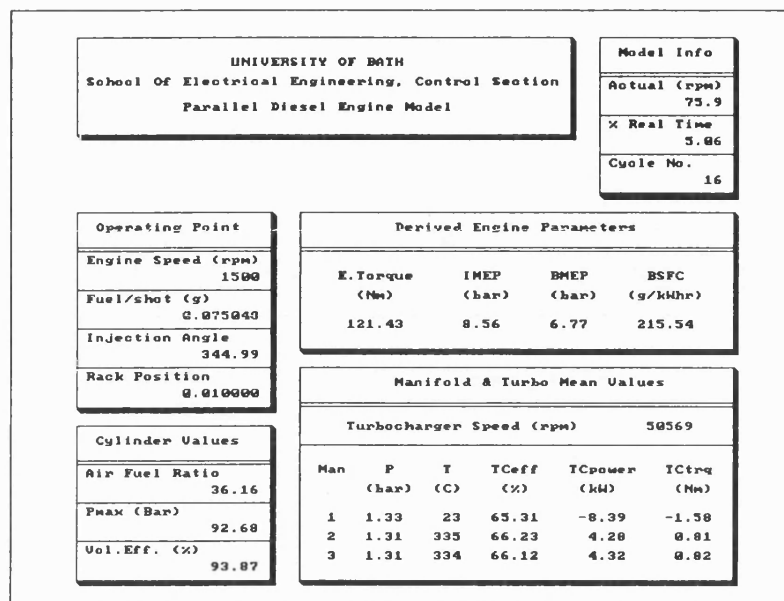 UNIVERSITY OF BATH
School Of Electrical Engineering, Control Section
Parallel Diesel Engine Model
Model Info
Actual (rpm)
75.9
% Real Time
5.06
Cycle No.
16
Operating Point
Engine Speed (rpm)
1500
Fuel/shot (g)
0.075043
Injection Angle
344.99
Rack Position
0.010000
Derived Engine Parameters
E.Torque IMEP BMEP BSFC
(Nm) (bar) (bar) (g/kWhr)
121.43 8.56 6.77 215.54
Cylinder Values
Air Fuel Ratio
36.16
Pmax (Bar)
92.68
Vol.Eff. (%)
93.87
Manifold & Turbo Mean Values
Turbocharger Speed (rpm) 50569
Man P T TCeff TCpower TCtrq
(bar) (C) (%) (kW) (Nm)
1 1.33 23 65.31 -8.39 -1.58
2 1.31 335 66.23 4.28 0.81
3 1.31 334 66.12 4.32 0.82